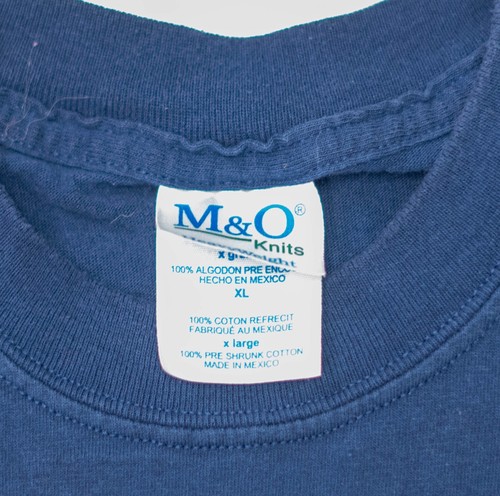 M&O®
Knits
Heavyweight
100% ALGODON PRE
HECHO EN MEXICO
XL
100% COTON REFRECIT
FABRIQUÉ AU MEXIQUE
x large
100% PRE SHRUNK COTTON
MADE IN MEXICO